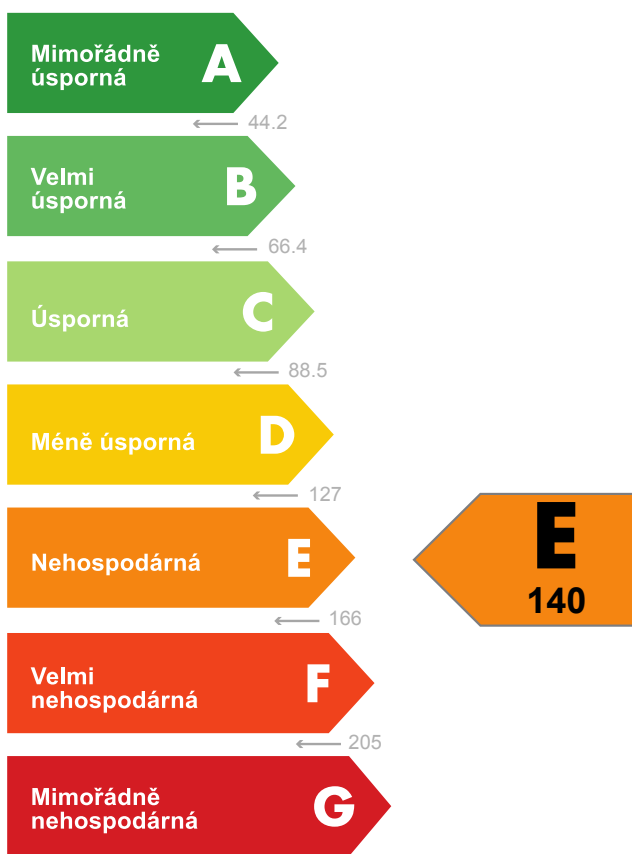 Mimořádně
úsporná
A
44.2
Velmi
úsporná
B
66.4
Úsporná
C
88.5
Méně úsporná
D
127
Nehospodárná
E
E
140
166
Velmi
nehospodárná
F
205
Mimořádně
nehospodárná
G